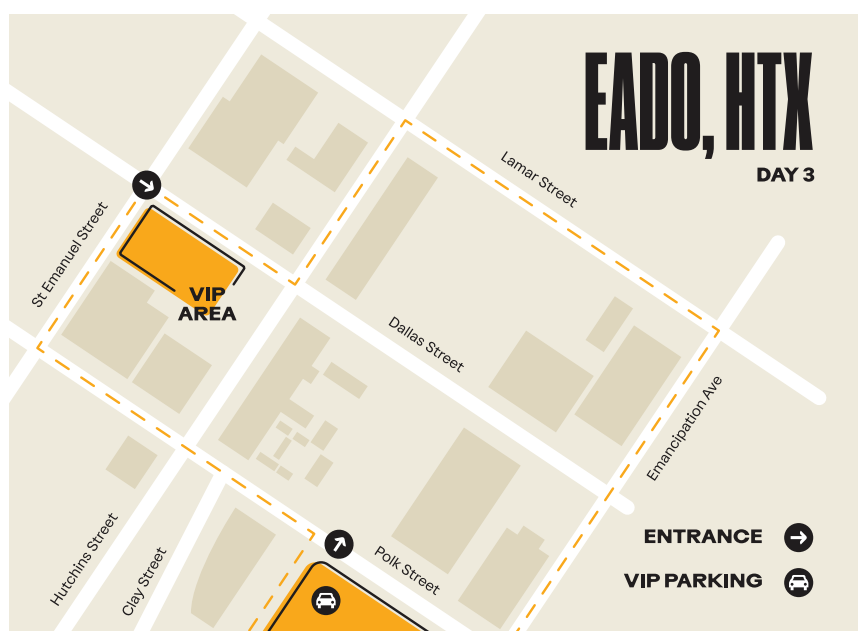 EADO, HTX
DAY 3
Lamar Street
St Emanuel Street
VIP
AREA
Dallas Street
Emancipation Ave
Hutchins Street
Clay Street
Polk Street
ENTRANCE
VIP PARKING